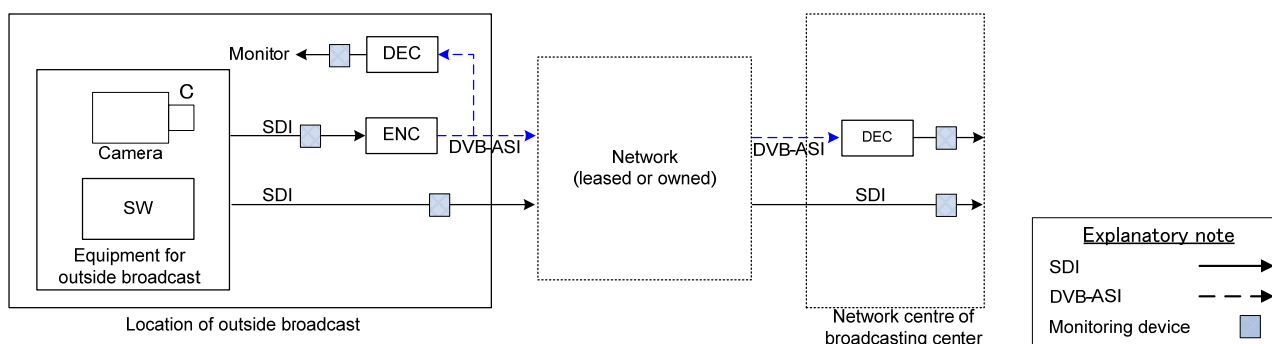 Monitor
DEC
C
Camera
SDI
ENC
DVB-ASI
SW
SDI
Equipment for
outside broadcast
Location of outside broadcast
Network
(leased or owned)
DVB-ASI
DEC
SDI
Network centre of
broadcasting center
Explanatory note
SDI
DVB-ASI
Monitoring device